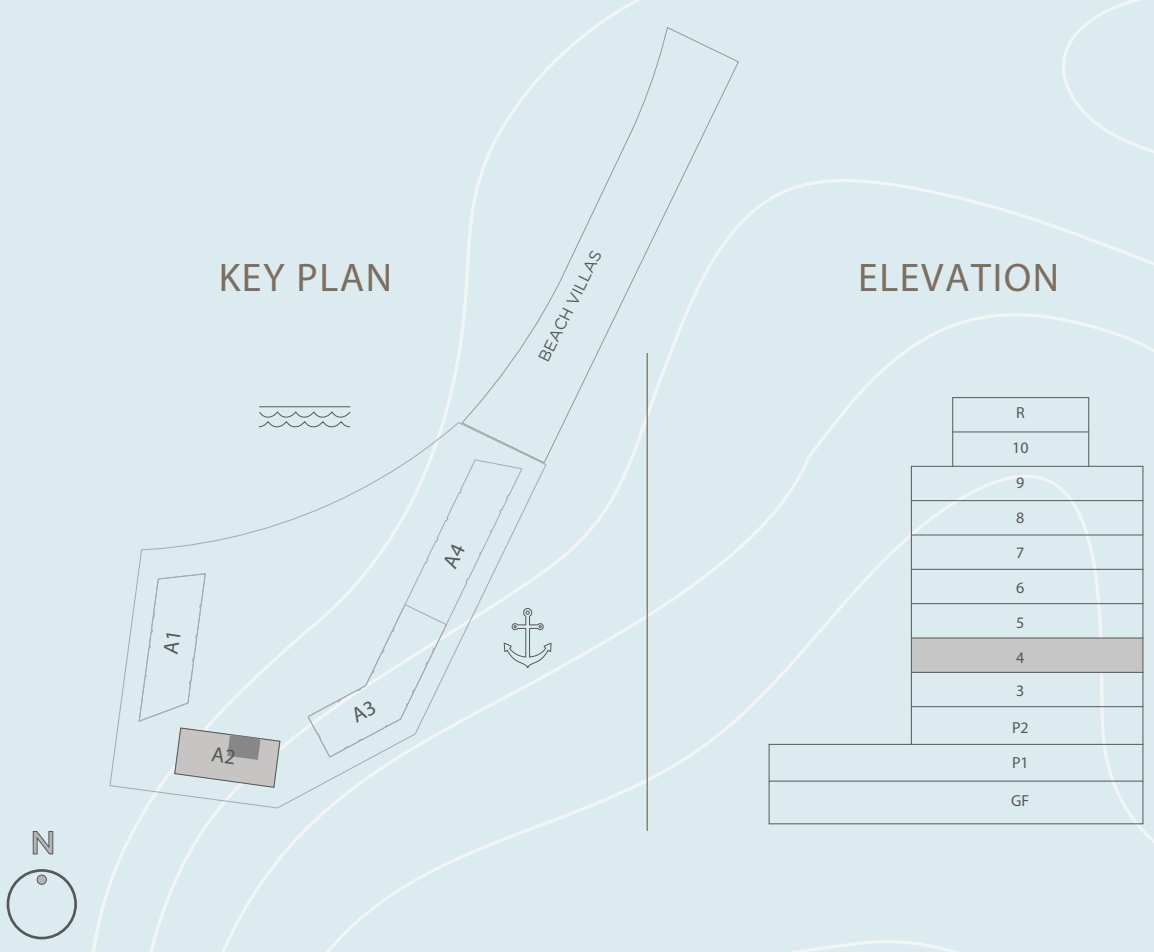 KEY PLAN
BEACH VILLAS
A4
A1
A3
A2
N
ELEVATION
R
10
9
8
7
6
5
4
3
P2
P1
GF